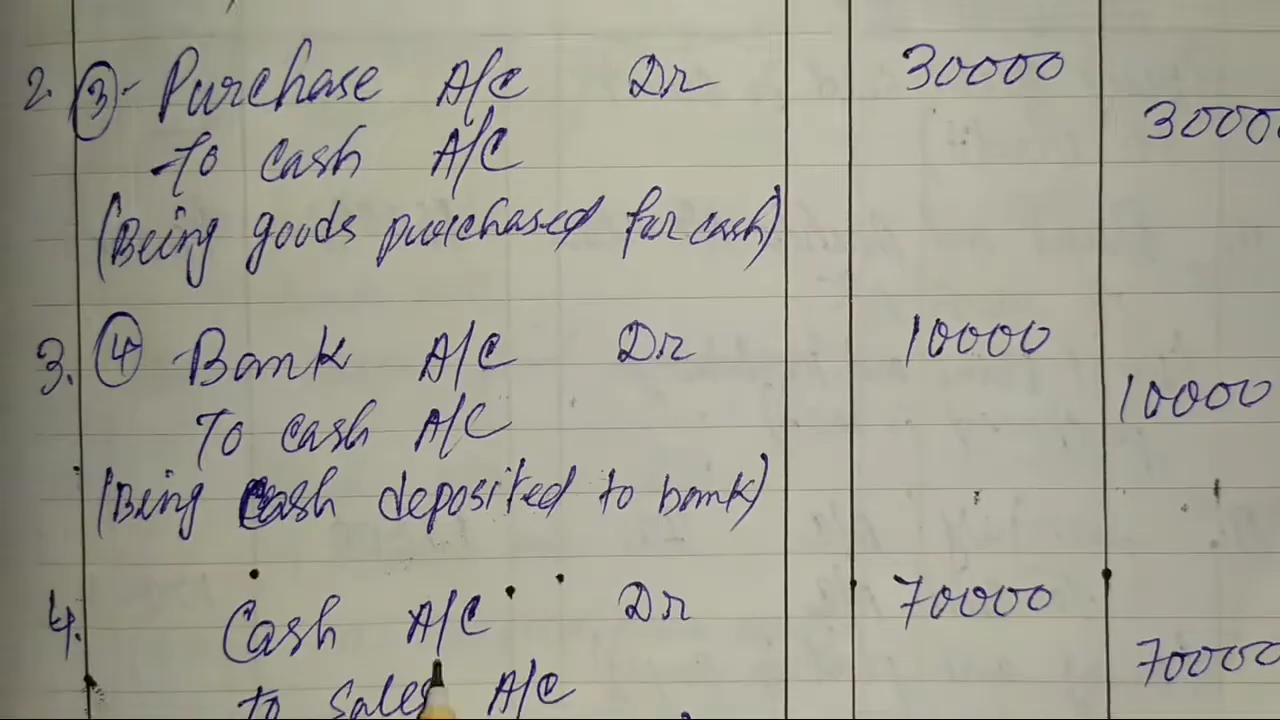 2. ③- Purchase A/C Dr 30000
To cash A/C 3000
(Being goods purchased for cash)
3. ④ Bank A/C Dr 10000
To cash A/C 10000
(Being Cash deposited to bank)
4. Cash A/C Dr 70000
to Sales A/C 70000